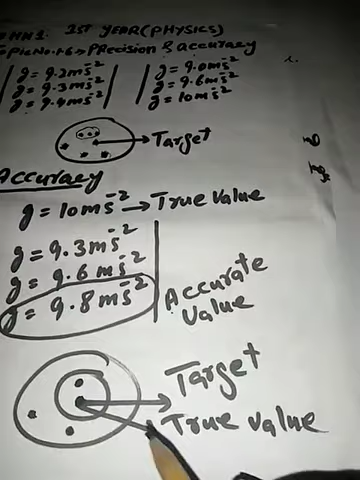 1ST YEAR (PHYSICS)
Topic No. 1.6 → Precision & accuracy
g = 9.2ms⁻² g = 9.0ms⁻²
g = 9.3ms⁻² g = 9.6ms⁻²
g = 9.4ms⁻² g = 10ms⁻²
Target
Accuracy
g = 10ms⁻² → True Value
g = 9.3ms⁻²
g = 9.6ms⁻²
g = 9.8ms⁻² Accurate Value
Target
True value